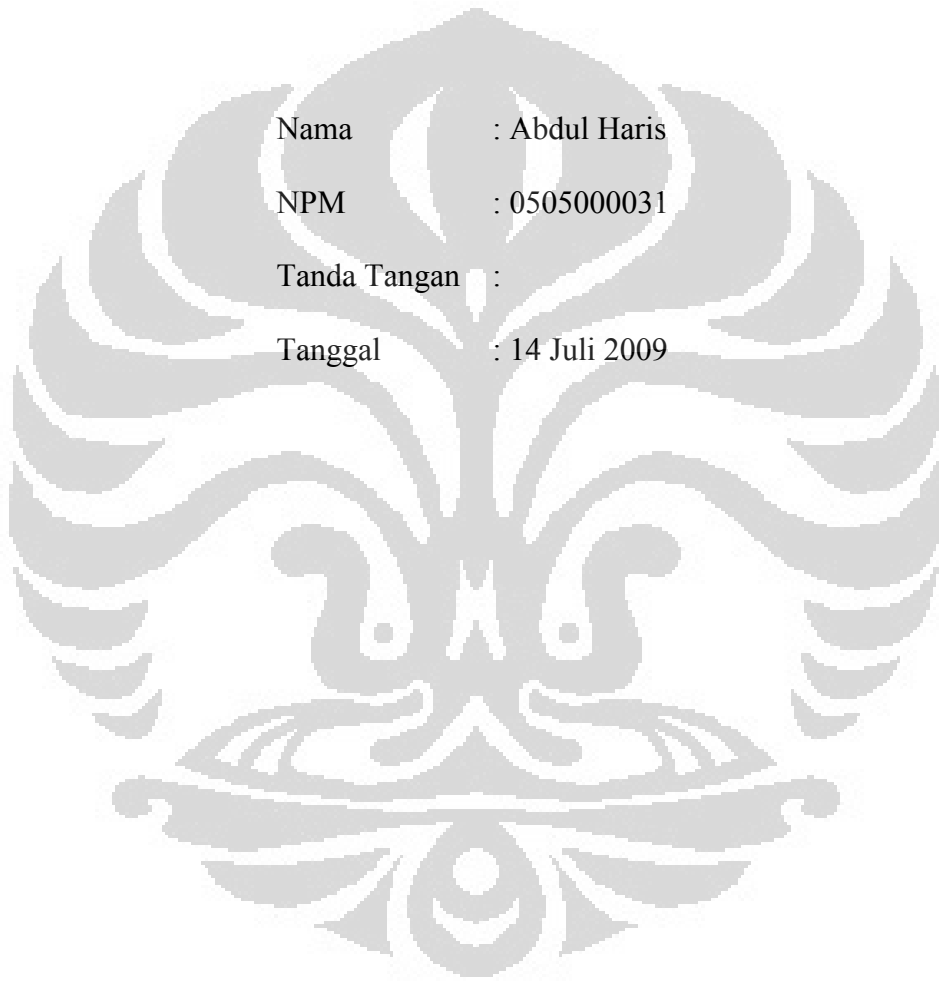 Nama : Abdul Haris
NPM : 0505000031
Tanda Tangan :
Tanggal : 14 Juli 2009